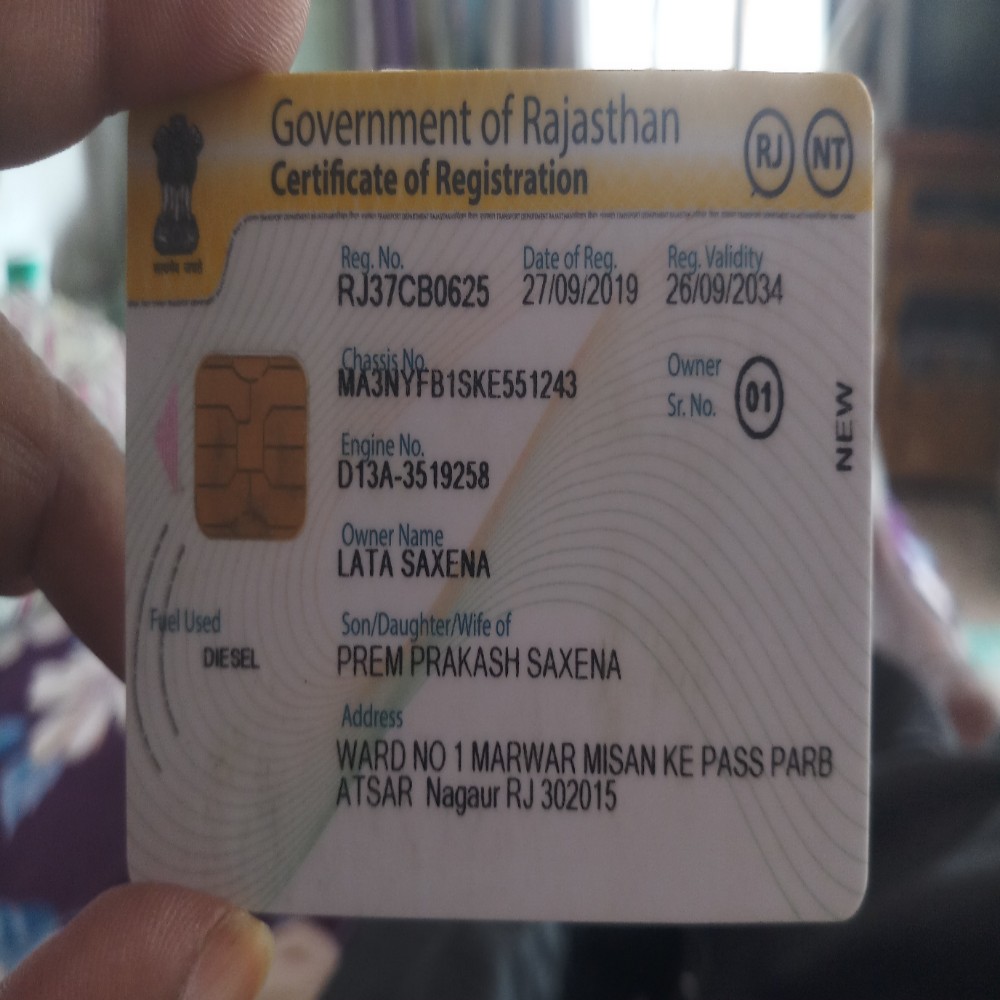 Government of Rajasthan
Certificate of Registration
RJ NT
Reg. No. Date of Reg. Reg. Validity
RJ37CB0625 27/09/2019 26/09/2034
Chassis No.
MA3NYFB1SKE551243
Owner
Sr. No. 01
NEW
Engine No.
D13A-3519258
Owner Name
LATA SAXENA
Fuel Used
DIESEL
Son/Daughter/Wife of
PREM PRAKASH SAXENA
Address
WARD NO 1 MARWAR MISAN KE PASS PARB
ATSAR Nagaur RJ 302015